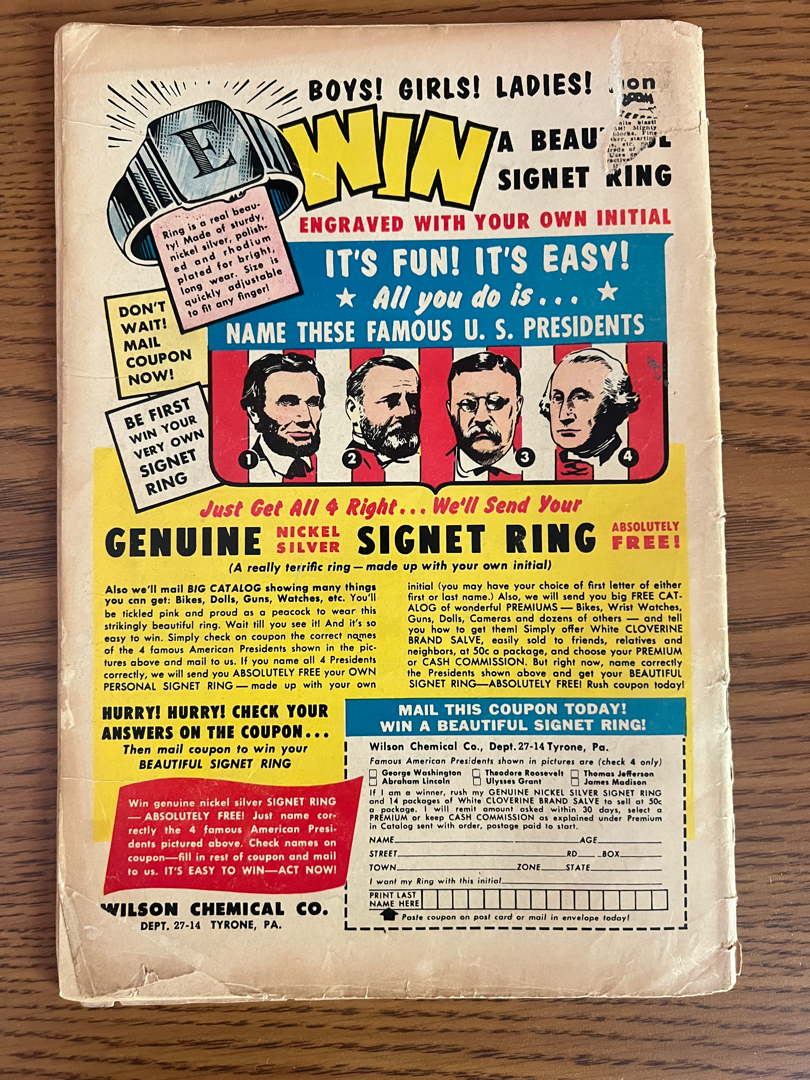 BOYS! GIRLS! LADIES!
WIN
A BEAU
SIGNET RING
ENGRAVED WITH YOUR OWN INITIAL
E
Ring is a real beau-
ty! Made of sturdy,
nickel silver, polish-
ed and rhodium
plated for bright,
long wear. Size is
quickly adjustable
to fit any finger!
IT'S FUN! IT'S EASY!
All you do is...
NAME THESE FAMOUS U. S. PRESIDENTS
DON'T
WAIT!
MAIL
COUPON
NOW!
BE FIRST
WIN YOUR
VERY OWN
SIGNET
RING
1 2 3 4
Just Get All 4 Right... We'll Send Your
GENUINE NICKEL SILVER SIGNET RING ABSOLUTELY FREE!
(A really terrific ring—made up with your own initial)
Also we'll mail BIG CATALOG showing many things
you can get: Bikes, Dolls, Guns, Watches, etc. You'll
be tickled pink and proud as a peacock to wear this
strikingly beautiful ring. Wait till you see it! And it's so
easy to win. Simply check on coupon the correct names
of the 4 famous American Presidents shown in the pic-
tures above and mail to us. If you name all 4 Presidents
correctly, we will send you ABSOLUTELY FREE your OWN
PERSONAL SIGNET RING—made up with your own
initial (you may have your choice of first letter of either
first or last name.) Also, we will send you big FREE CAT-
ALOG of wonderful PREMIUMS — Bikes, Wrist Watches,
Guns, Dolls, Cameras and dozens of others — and tell
you how to get them! Simply offer White CLOVERINE
BRAND SALVE, easily sold to friends, relatives and
neighbors, at 50c a package, and choose your PREMIUM
or CASH COMMISSION. But right now, name correctly
the Presidents shown above and get your BEAUTIFUL
SIGNET RING—ABSOLUTELY FREE! Rush coupon today!
HURRY! HURRY! CHECK YOUR
ANSWERS ON THE COUPON...
Then mail coupon to win your
BEAUTIFUL SIGNET RING
Win genuine nickel silver SIGNET RING
— ABSOLUTELY FREE! Just name cor-
rectly the 4 famous American Presi-
dents pictured above. Check names on
coupon—fill in rest of coupon and mail
to us. IT'S EASY TO WIN—ACT NOW!
WILSON CHEMICAL CO.
DEPT. 27-14 TYRONE, PA.
MAIL THIS COUPON TODAY!
WIN A BEAUTIFUL SIGNET RING!
Wilson Chemical Co., Dept. 27-14 Tyrone, Pa.
Famous American Presidents shown in pictures are (check 4 only)
George Washington Theodore Roosevelt Thomas Jefferson
Abraham Lincoln Ulysses Grant James Madison
If I am a winner, rush my GENUINE NICKEL SILVER SIGNET RING
and 14 packages of White CLOVERINE BRAND SALVE to sell at 50c
a package. I will remit amount asked within 30 days, select a
PREMIUM or keep CASH COMMISSION as explained under Premium
in Catalog sent with order, postage paid to start.
NAME AGE
STREET RD BOX
TOWN ZONE STATE
I want my Ring with this initial
PRINT LAST
NAME HERE
Paste coupon on post card or mail in envelope today!